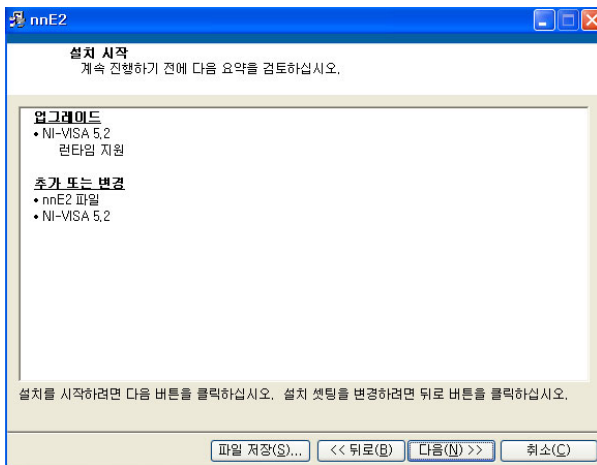 nnE2
설치 시작
계속 진행하기 전에 다음 요약을 검토하십시오.
업그레이드
• NI-VISA 5.2
런타임 지원
추가 또는 변경
• nnE2 파일
• NI-VISA 5.2
설치를 시작하려면 다음 버튼을 클릭하십시오. 설치 셋팅을 변경하려면 뒤로 버튼을 클릭하십시오.
파일 저장(S)... << 뒤로(B) 다음(N) >> 취소(C)